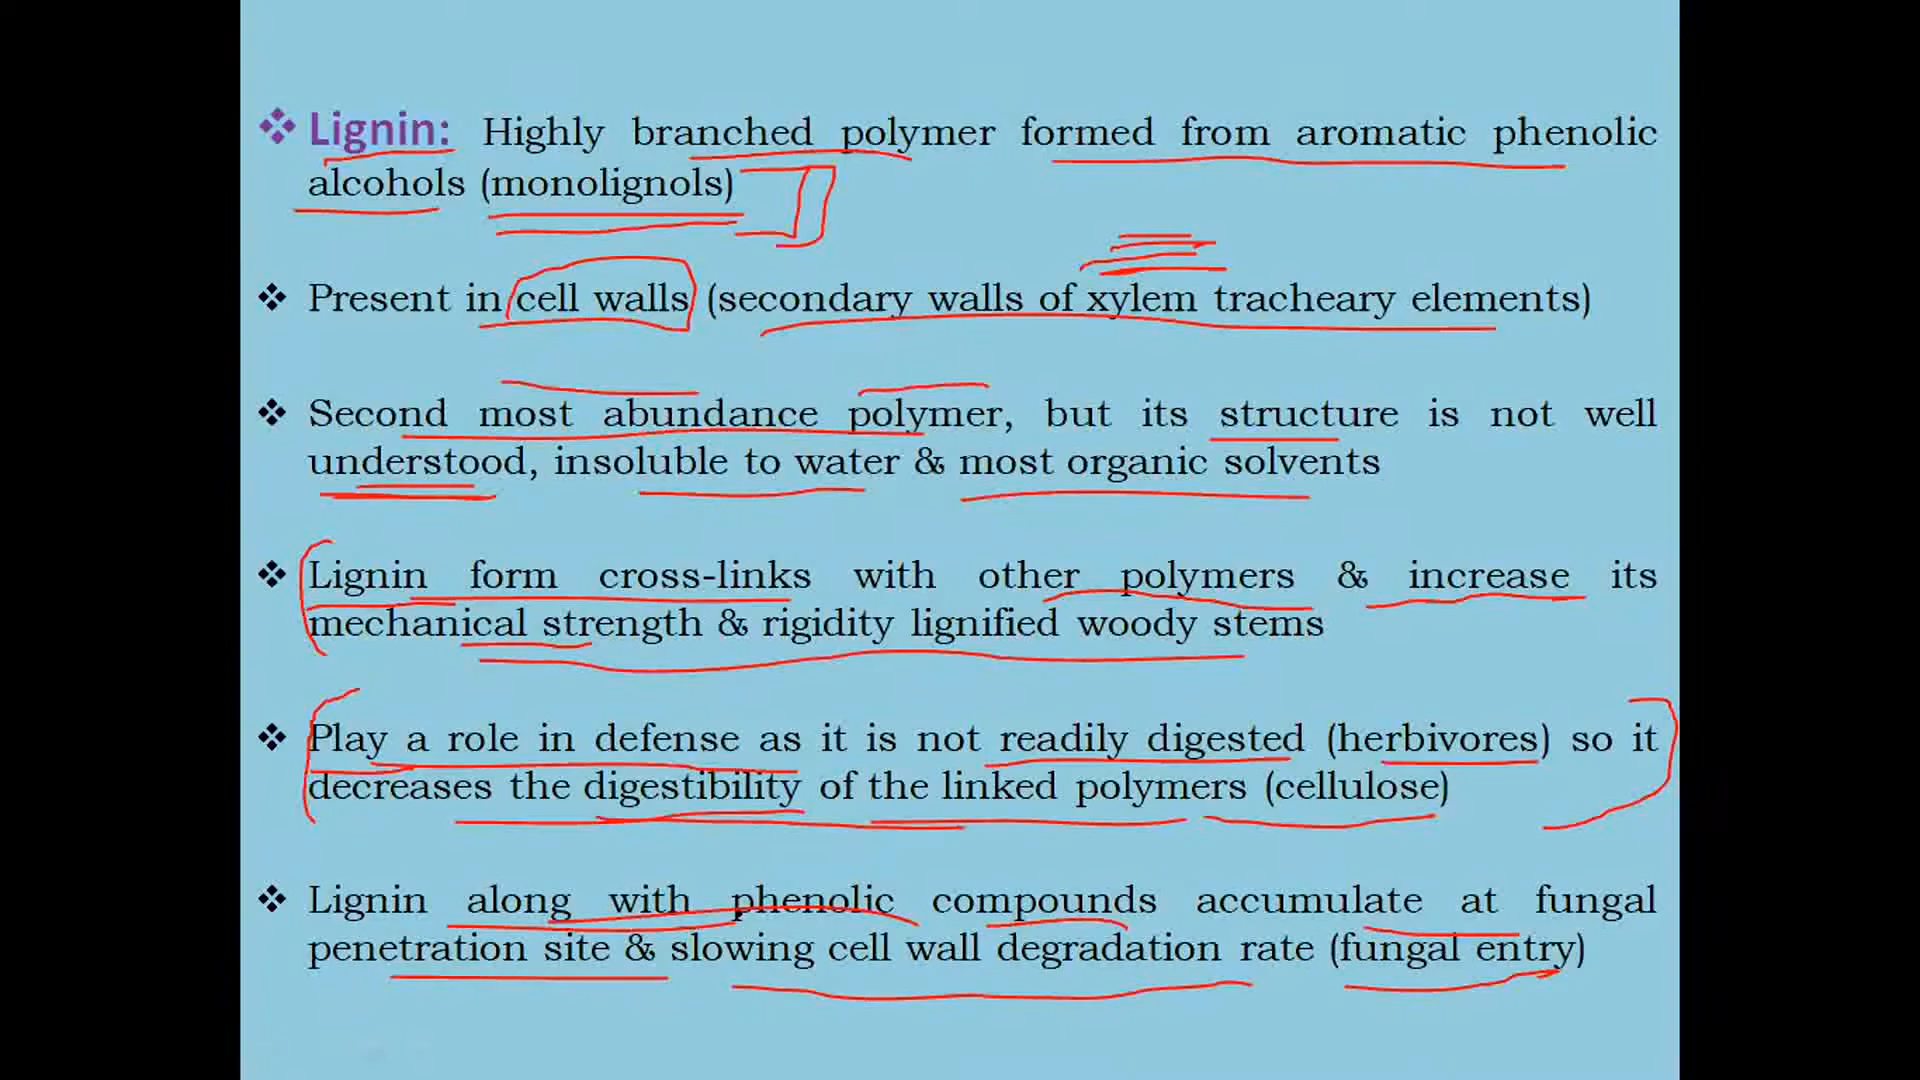 ❖ Lignin: Highly branched polymer formed from aromatic phenolic
alcohols (monolignols)
❖ Present in cell walls (secondary walls of xylem tracheary elements)
❖ Second most abundance polymer, but its structure is not well
understood, insoluble to water & most organic solvents
❖ Lignin form cross-links with other polymers & increase its
mechanical strength & rigidity lignified woody stems
❖ Play a role in defense as it is not readily digested (herbivores) so it
decreases the digestibility of the linked polymers (cellulose)
❖ Lignin along with phenolic compounds accumulate at fungal
penetration site & slowing cell wall degradation rate (fungal entry)